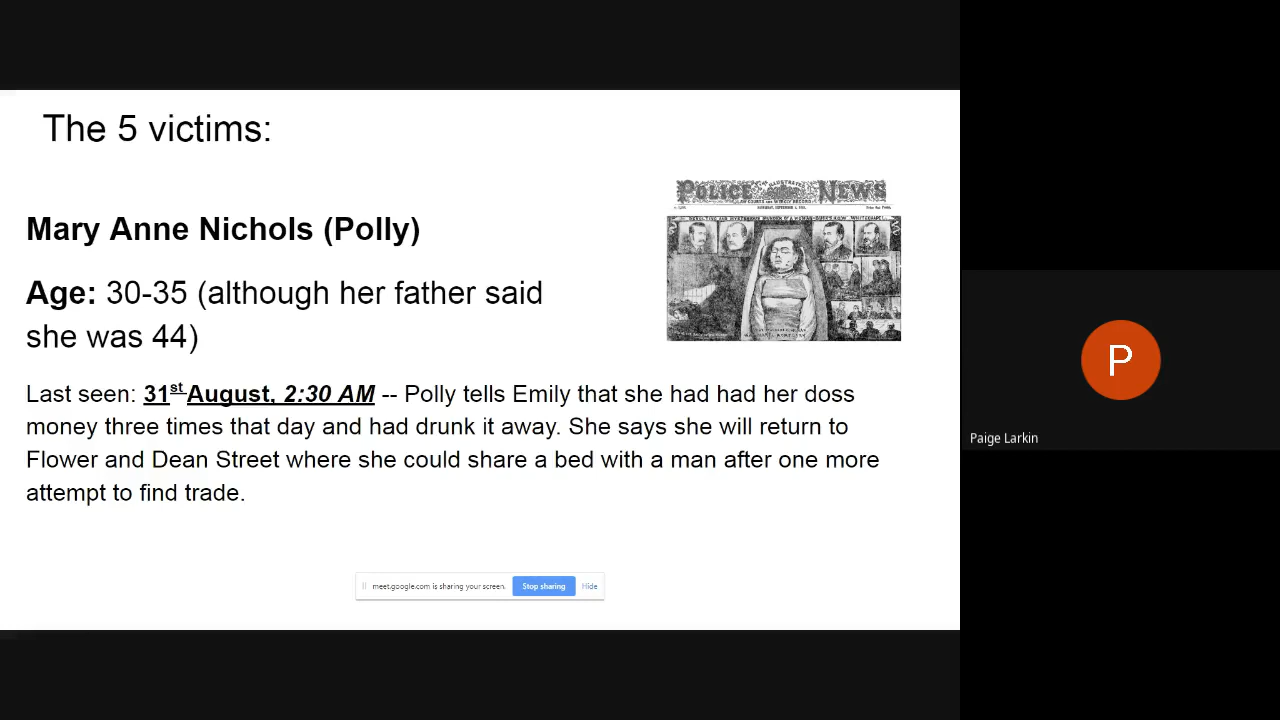 The 5 victims:
POLICE NEWS
Mary Anne Nichols (Polly)
Age: 30-35 (although her father said
she was 44)
Last seen: 31st August, 2:30 AM -- Polly tells Emily that she had had her doss
money three times that day and had drunk it away. She says she will return to
Flower and Dean Street where she could share a bed with a man after one more
attempt to find trade.
meet.google.com is sharing your screen.
Stop sharing
Hide
P
Paige Larkin